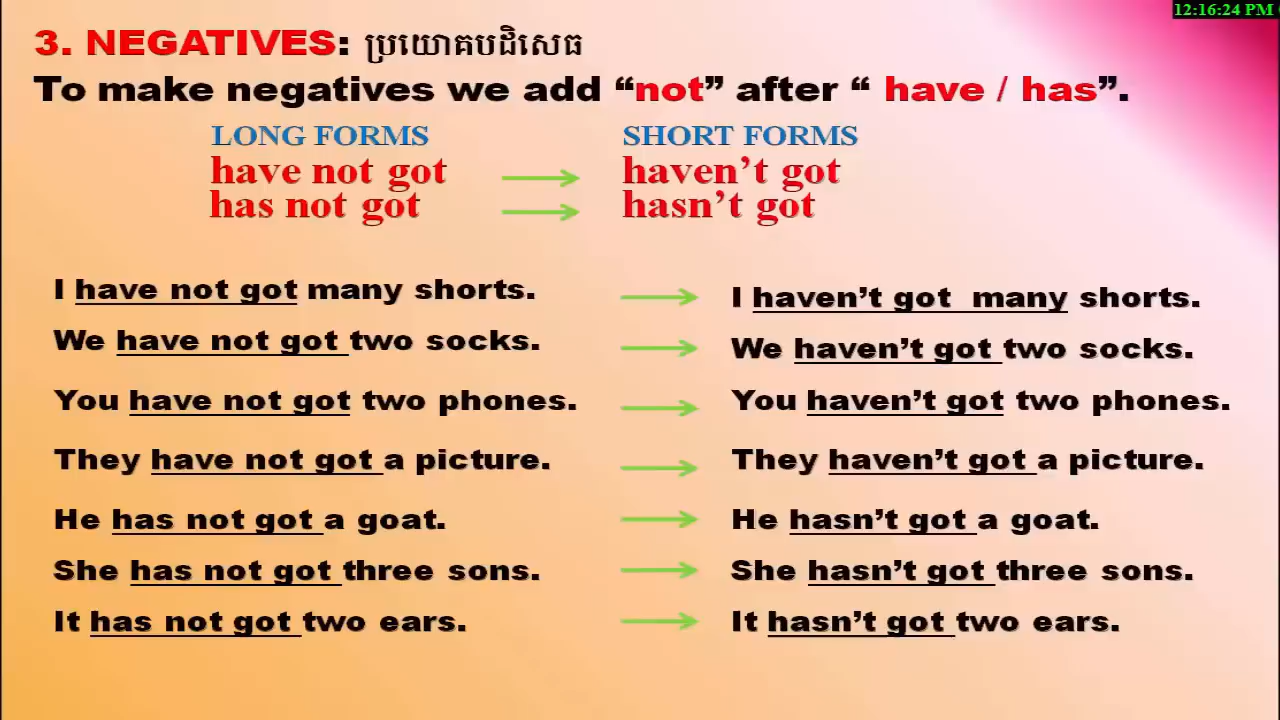 12:16:24 PM
3. NEGATIVES: ប្រយោគបដិសេធ
To make negatives we add “not” after “ have / has”.
LONG FORMS SHORT FORMS
have not got → haven’t got
has not got → hasn’t got
I have not got many shorts. → I haven’t got many shorts.
We have not got two socks. → We haven’t got two socks.
You have not got two phones. → You haven’t got two phones.
They have not got a picture. → They haven’t got a picture.
He has not got a goat. → He hasn’t got a goat.
She has not got three sons. → She hasn’t got three sons.
It has not got two ears. → It hasn’t got two ears.